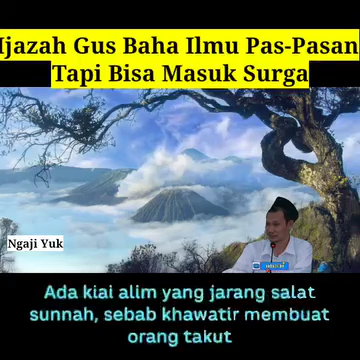 Ijazah Gus Baha Ilmu Pas-Pasan
Tapi Bisa Masuk Surga
Ngaji Yuk
Ada kiai alim yang jarang salat
sunnah, sebab khawatir membuat
orang takut